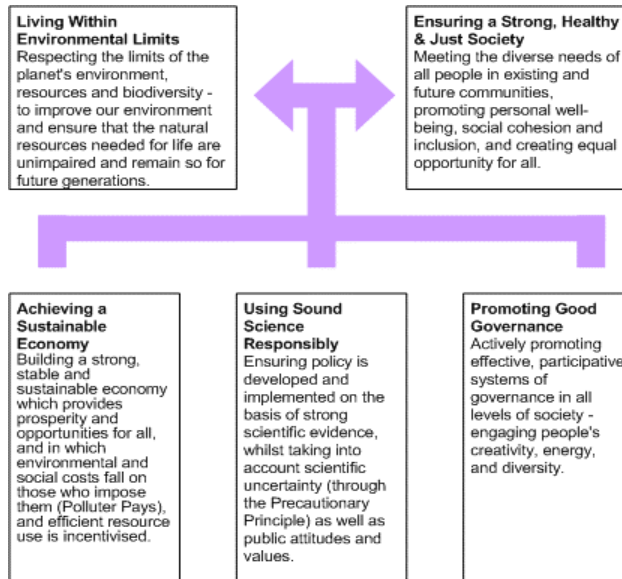 Living Within
Environmental Limits
Respecting the limits of the
planet's environment,
resources and biodiversity -
to improve our environment
and ensure that the natural
resources needed for life are
unimpaired and remain so for
future generations.
Ensuring a Strong, Healthy
& Just Society
Meeting the diverse needs of
all people in existing and
future communities,
promoting personal well-
being, social cohesion and
inclusion, and creating equal
opportunity for all.
Achieving a
Sustainable
Economy
Building a strong,
stable and
sustainable economy
which provides
prosperity and
opportunities for all,
and in which
environmental and
social costs fall on
those who impose
them (Polluter Pays),
and efficient resource
use is incentivised.
Using Sound
Science
Responsibly
Ensuring policy is
developed and
implemented on the
basis of strong
scientific evidence,
whilst taking into
account scientific
uncertainty (through
the Precautionary
Principle) as well as
public attitudes and
values.
Promoting Good
Governance
Actively promoting
effective, participative
systems of
governance in all
levels of society -
engaging people's
creativity, energy,
and diversity.